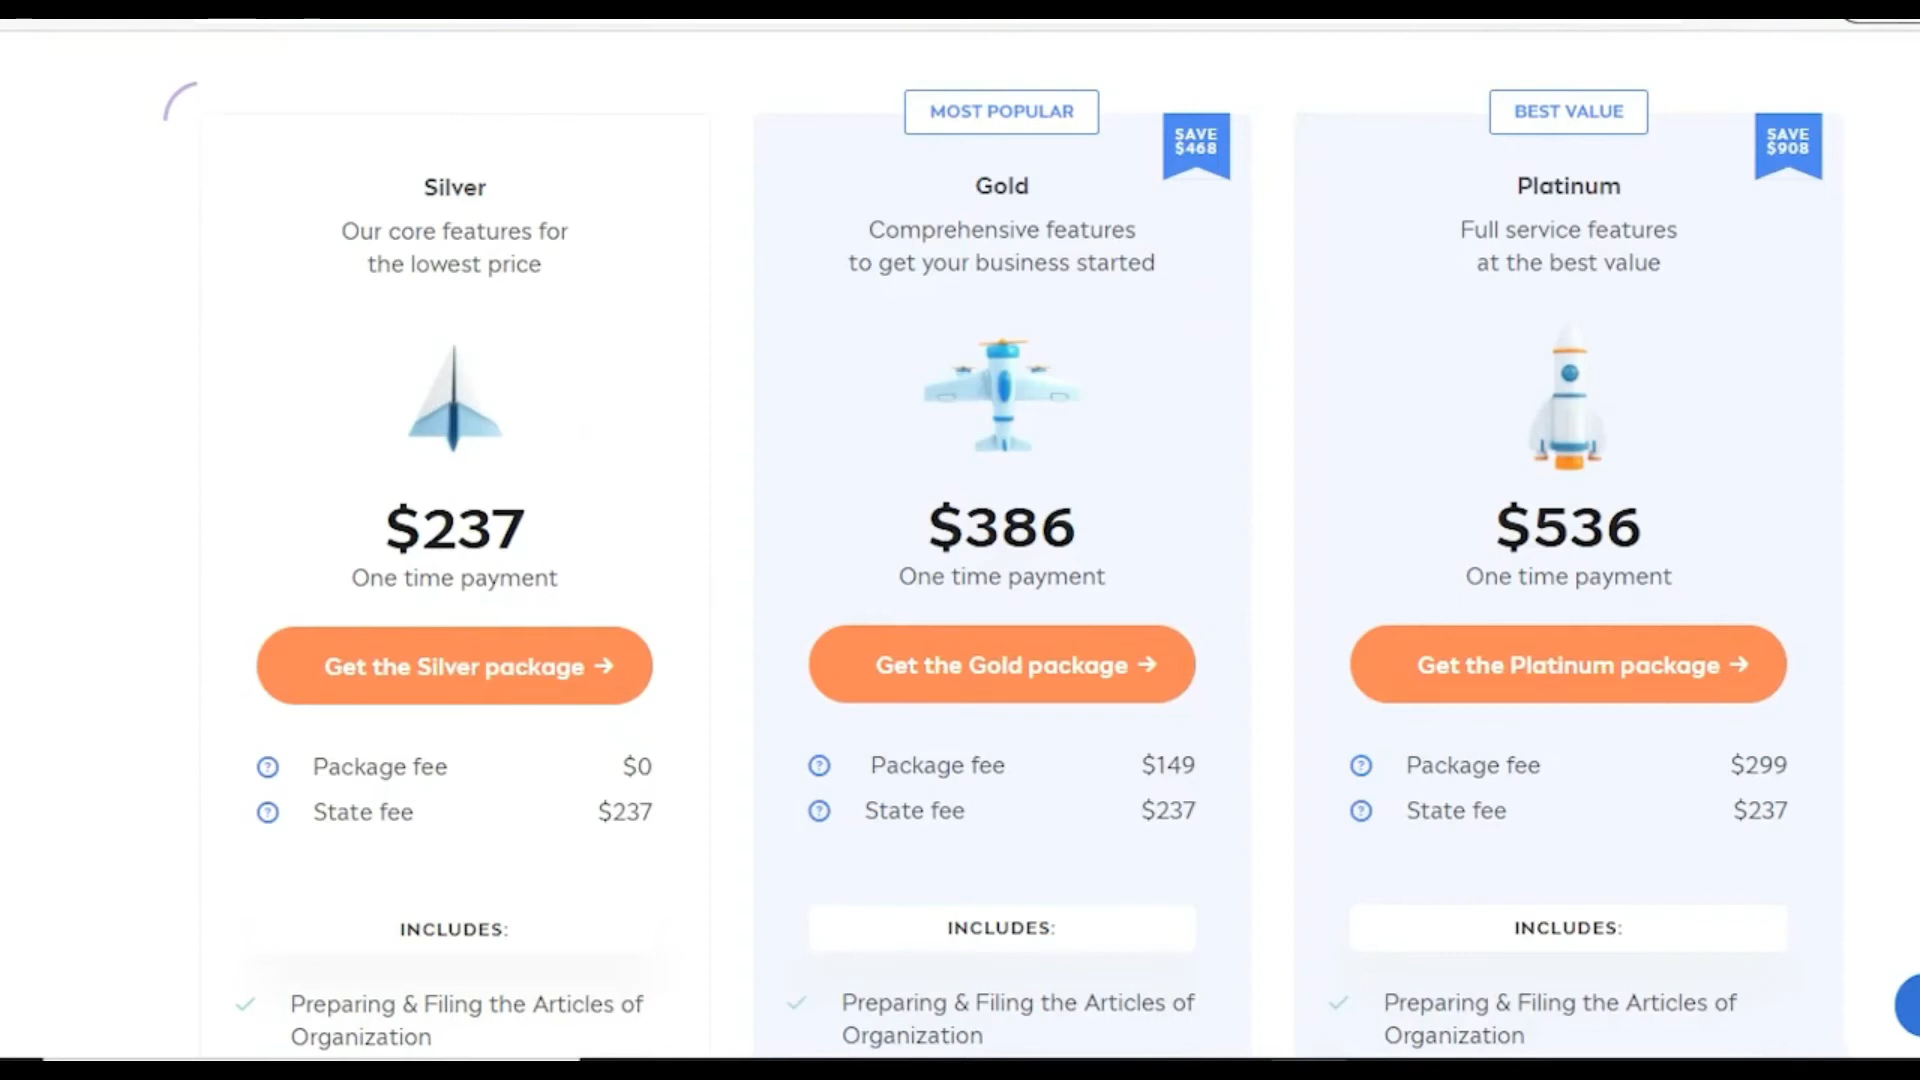 Silver
Our core features for
the lowest price
$237
One time payment
Get the Silver package →
Package fee $0
State fee $237
INCLUDES:
Preparing & Filing the Articles of
Organization
MOST POPULAR
SAVE
$468
Gold
Comprehensive features
to get your business started
$386
One time payment
Get the Gold package →
Package fee $149
State fee $237
INCLUDES:
Preparing & Filing the Articles of
Organization
BEST VALUE
SAVE
$908
Platinum
Full service features
at the best value
$536
One time payment
Get the Platinum package →
Package fee $299
State fee $237
INCLUDES:
Preparing & Filing the Articles of
Organization